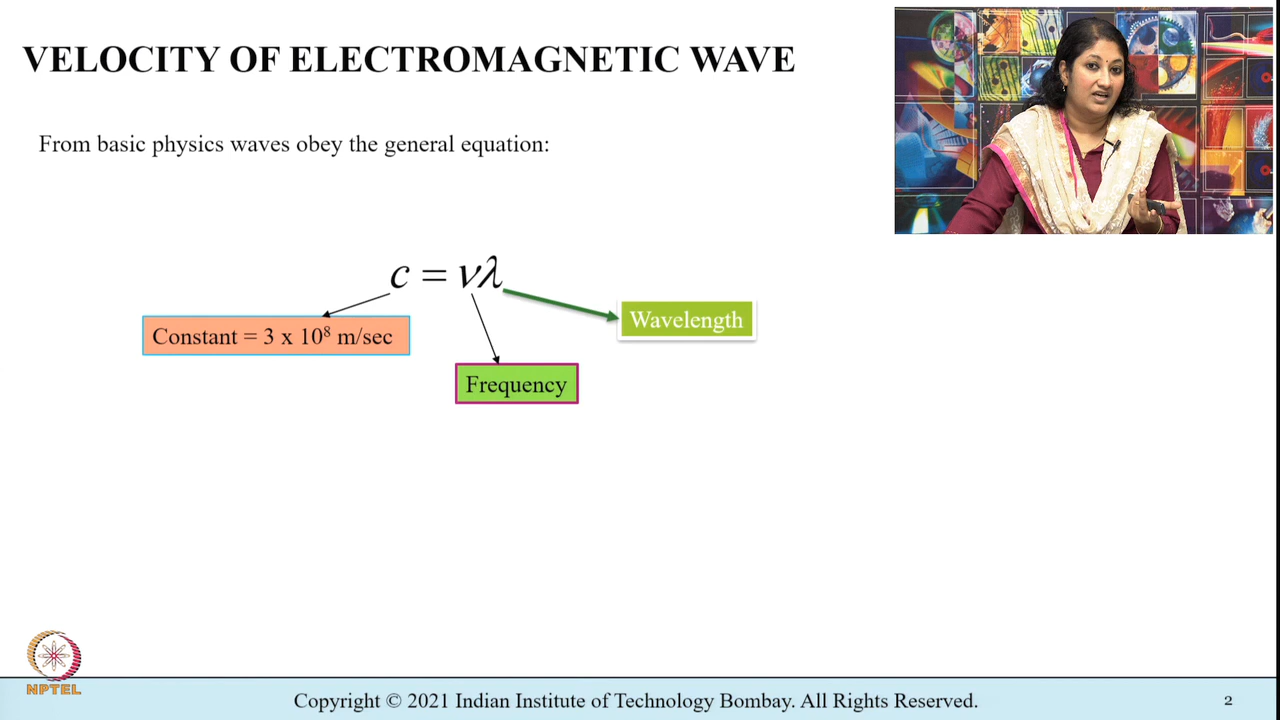 VELOCITY OF ELECTROMAGNETIC WAVE
From basic physics waves obey the general equation:
c = νλ
Constant = 3 x 10⁸ m/sec
Wavelength
Frequency
NPTEL
Copyright © 2021 Indian Institute of Technology Bombay. All Rights Reserved.
2